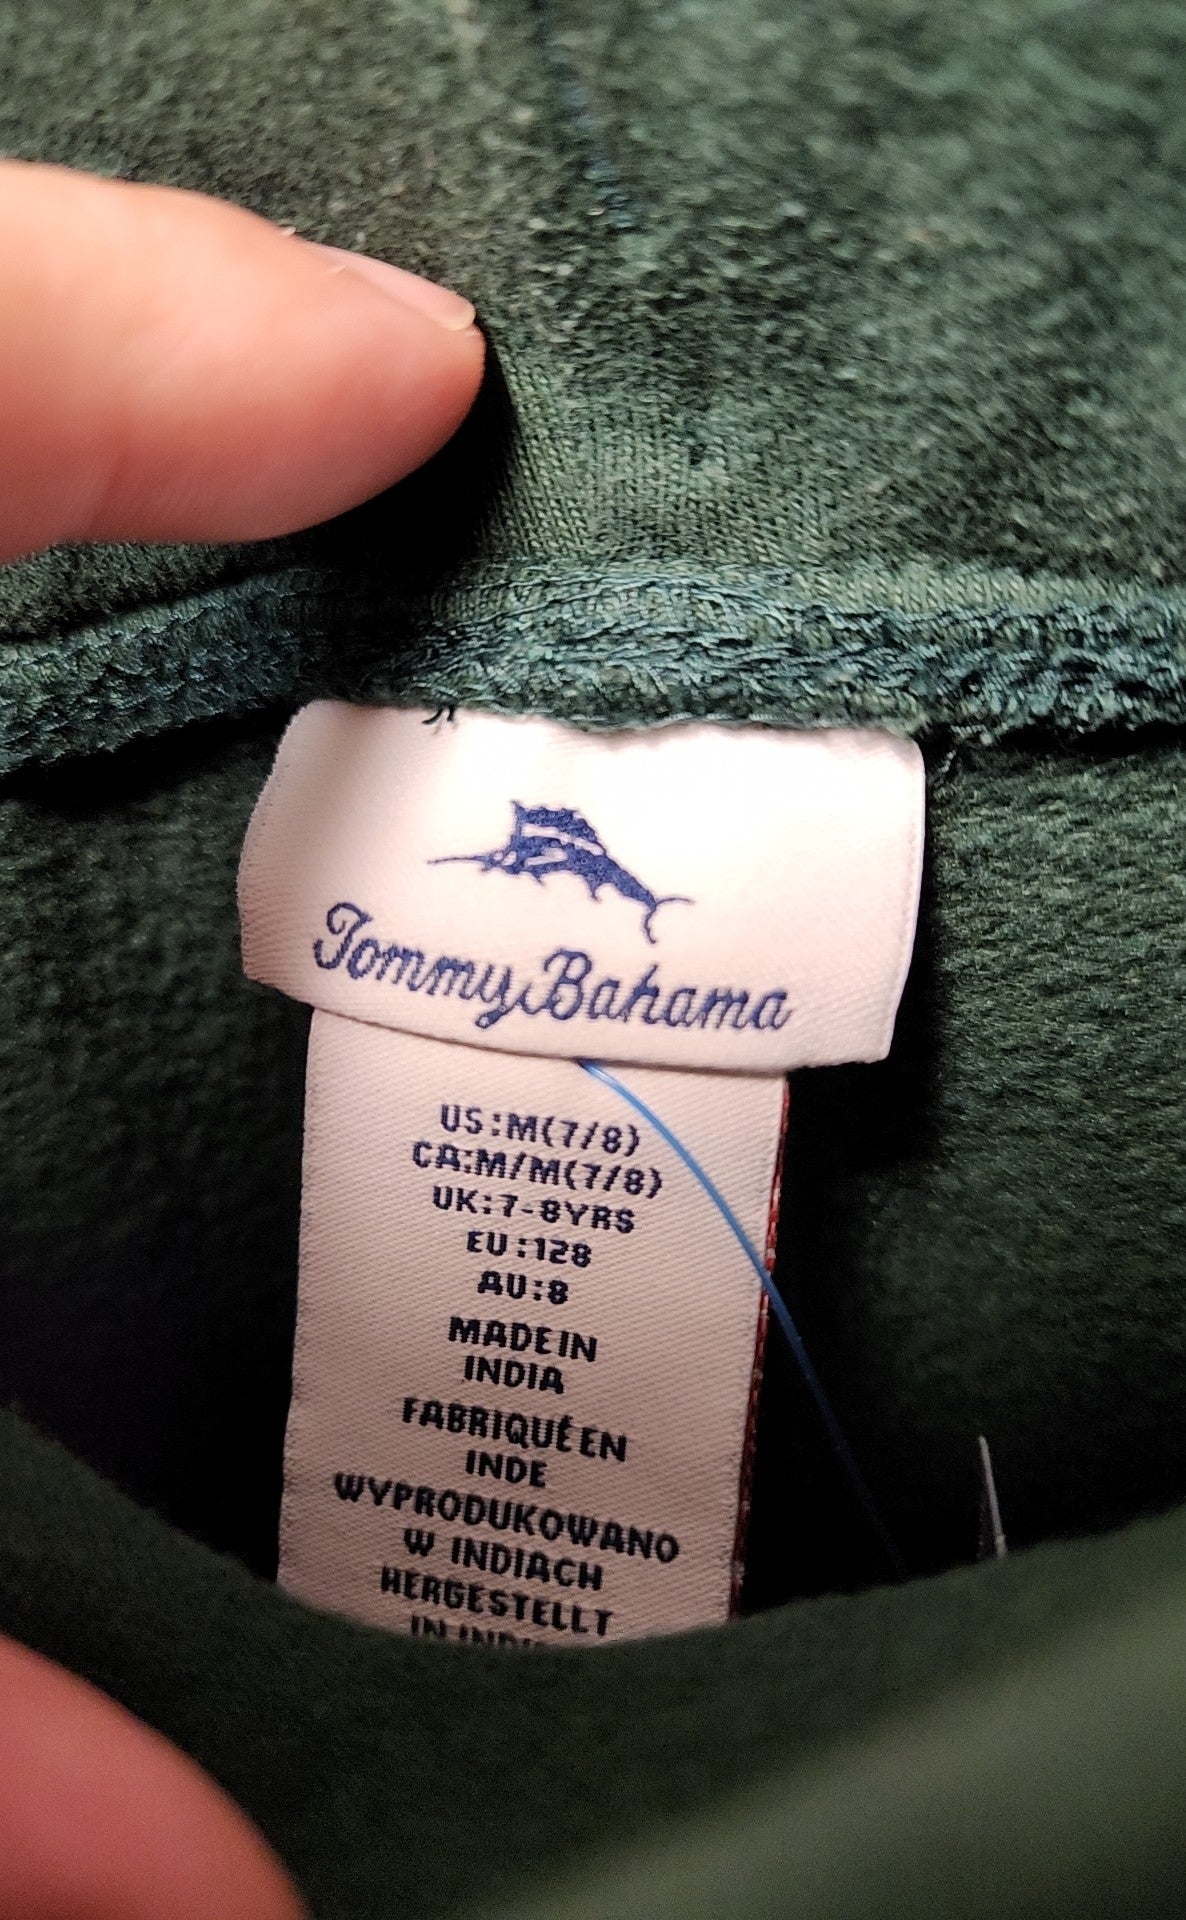 Tommy Bahama
US:M(7/8)
CA:M/M(7/8)
UK:7-8YRS
EU:128
AU:8
MADE IN
INDIA
FABRIQUÉ EN
INDE
WYPRODUKOWANO
W INDIACH
HERGESTELLT
IN